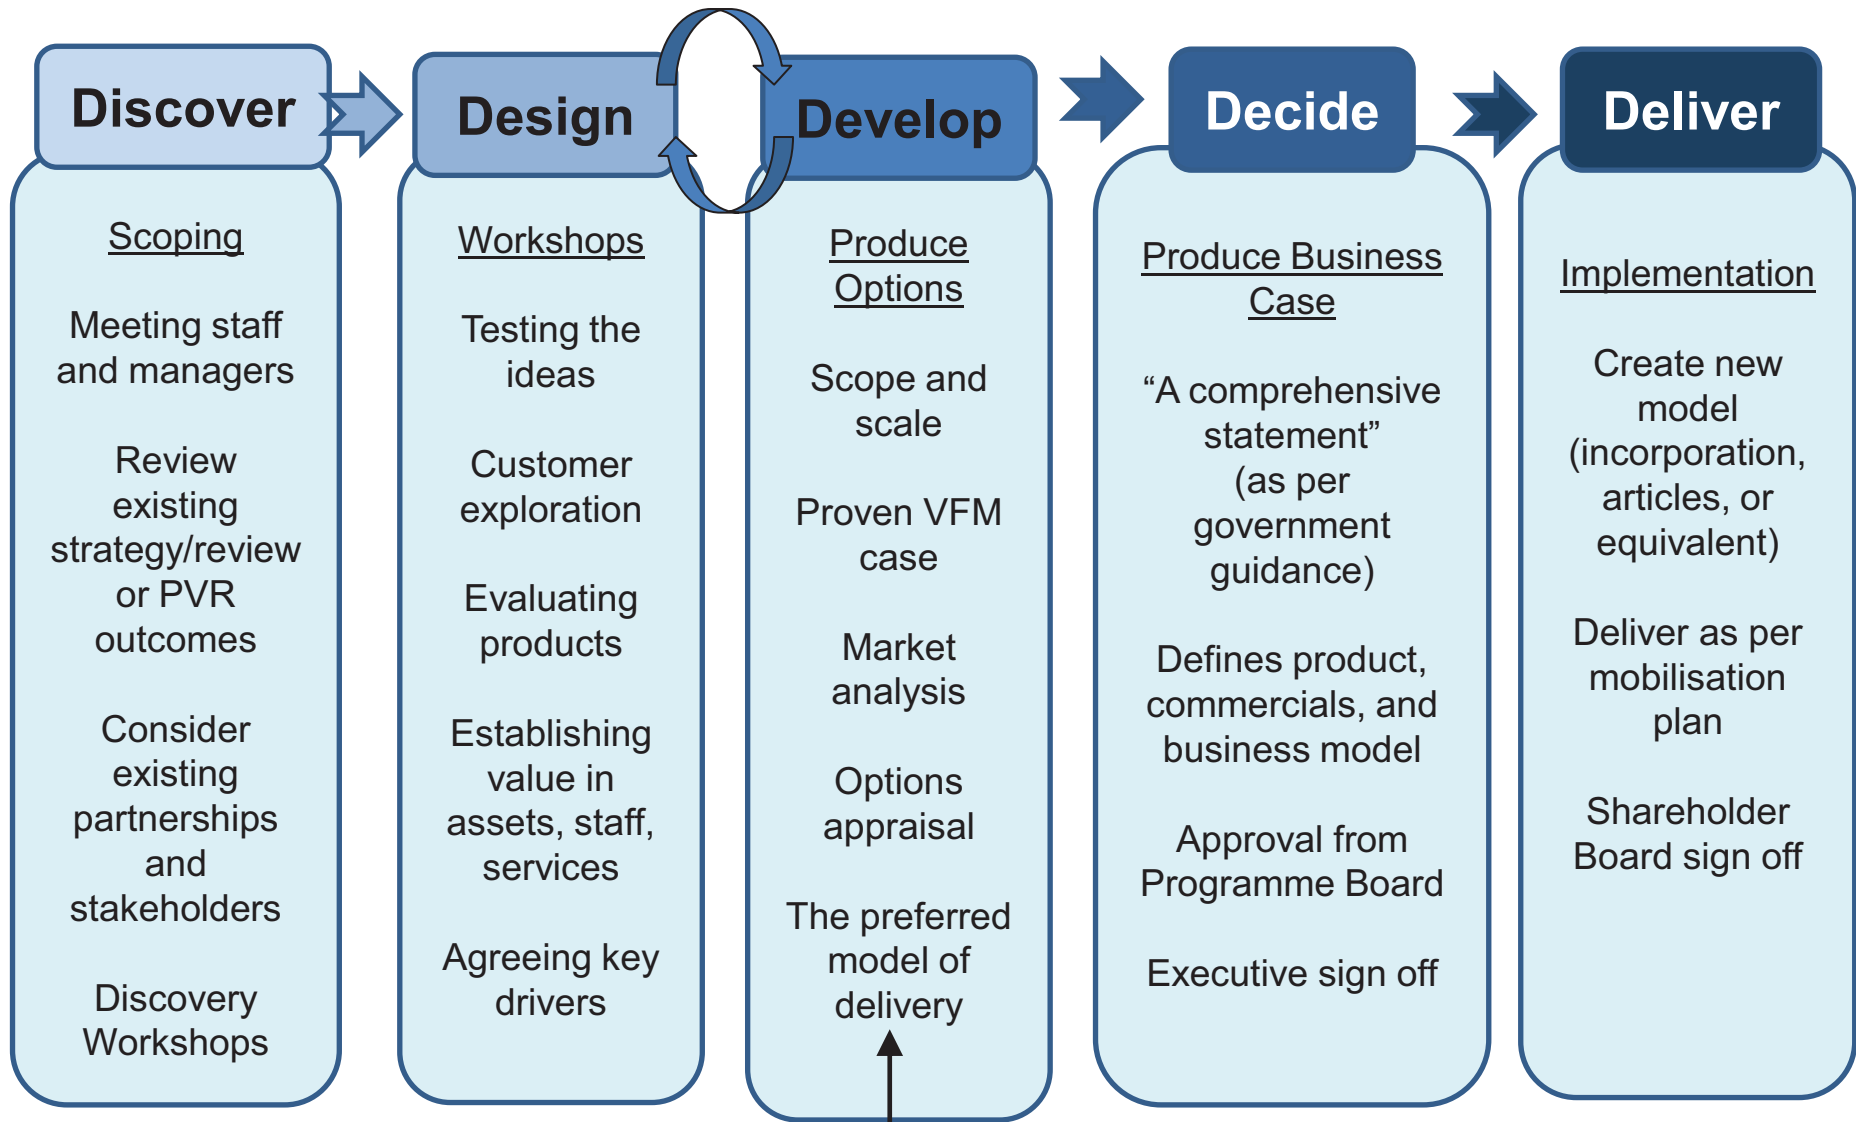 Discover
Scoping
Meeting staff
and managers
Review
existing
strategy/review
or PVR
outcomes
Consider
existing
partnerships
and
stakeholders
Discovery
Workshops
Design
Workshops
Testing the
ideas
Customer
exploration
Evaluating
products
Establishing
value in
assets, staff,
services
Agreeing key
drivers
Develop
Produce
Options
Scope and
scale
Proven VFM
case
Market
analysis
Options
appraisal
The preferred
model of
delivery
Decide
Produce Business
Case
“A comprehensive
statement”
(as per
government
guidance)
Defines product,
commercials, and
business model
Approval from
Programme Board
Executive sign off
Deliver
Implementation
Create new
model
(incorporation,
articles, or
equivalent)
Deliver as per
mobilisation
plan
Shareholder
Board sign off